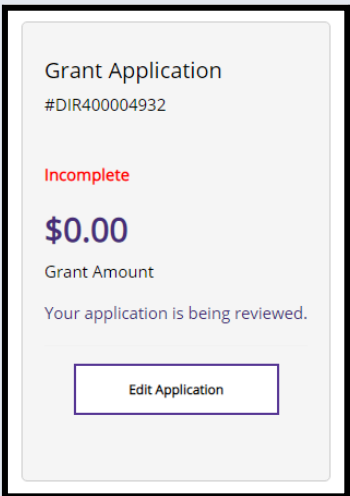 Grant Application
#DIR400004932
Incomplete
$0.00
Grant Amount
Your application is being reviewed.
Edit Application